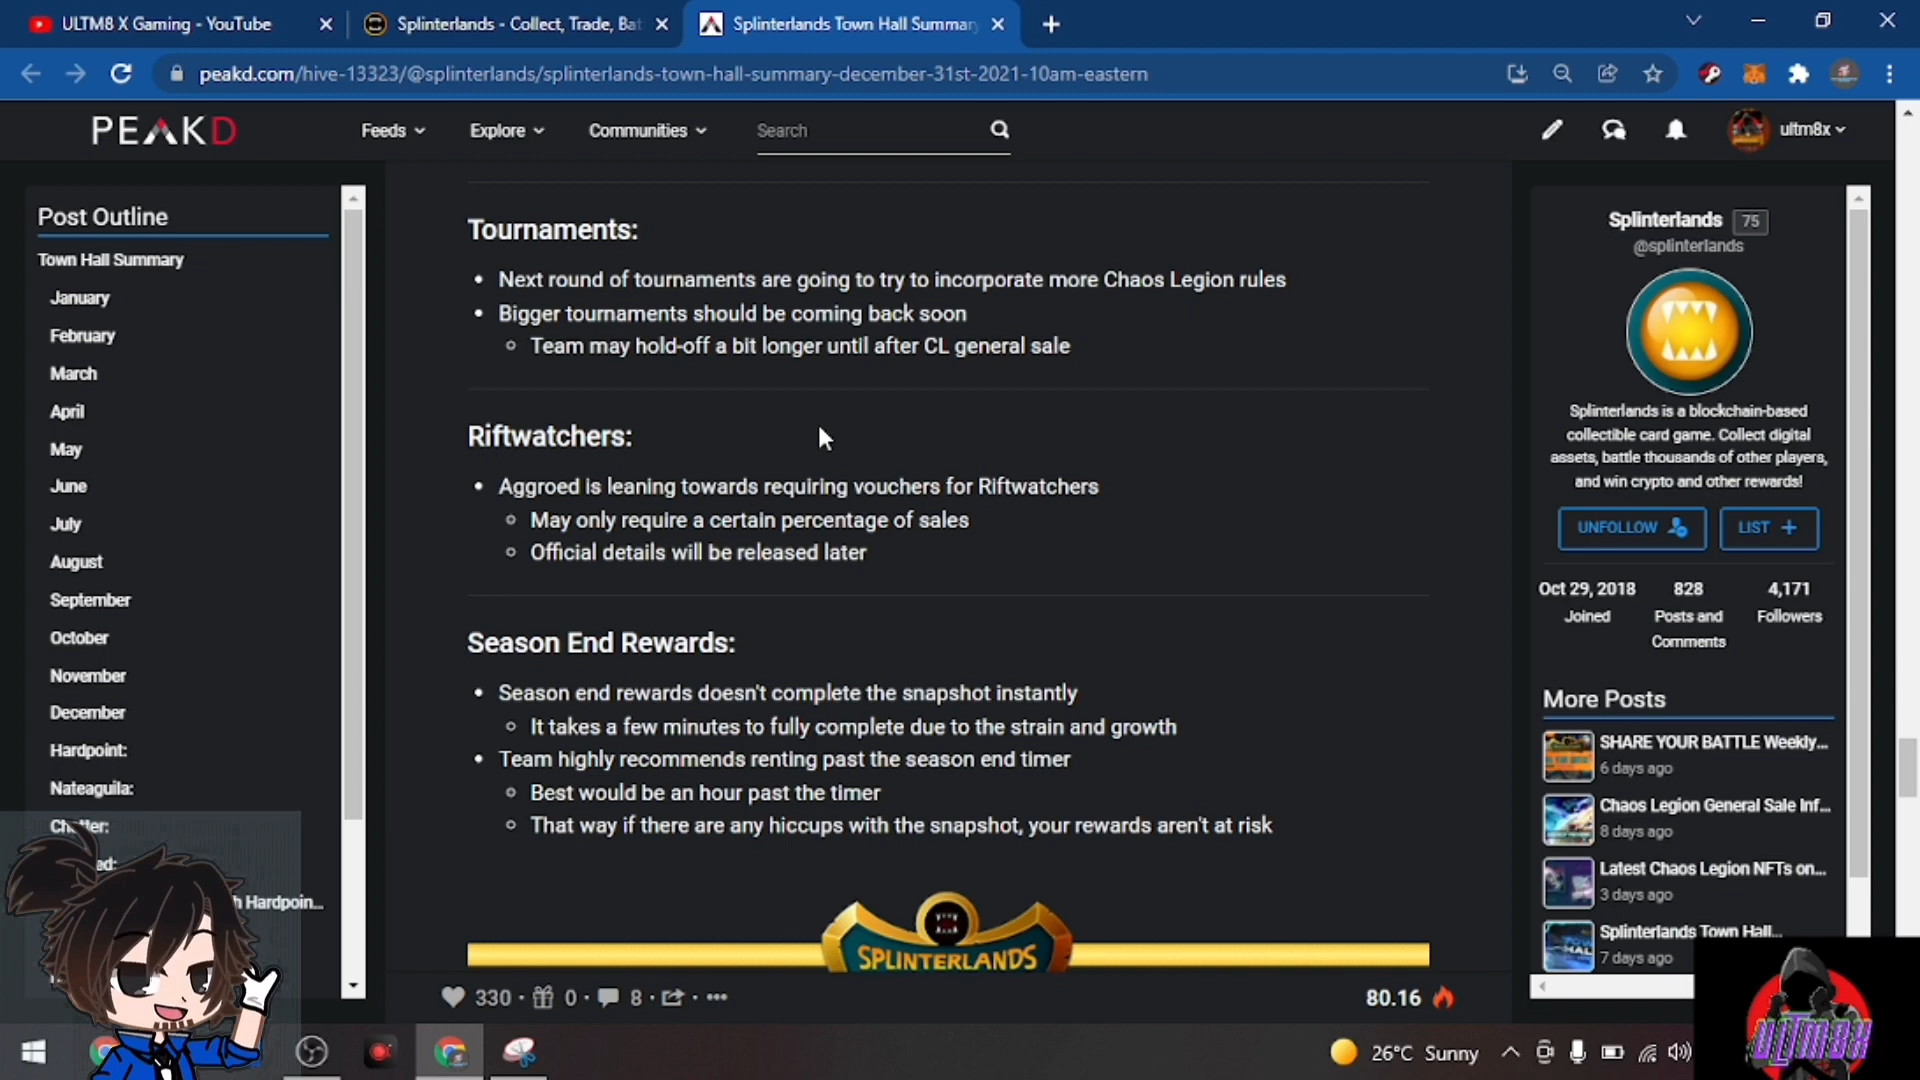 ULTM8 X Gaming - YouTube
Splinterlands - Collect, Trade, Bat
Splinterlands Town Hall Summar
peakd.com/hive-13323/@splinterlands/splinterlands-town-hall-summary-december-31st-2021-10am-eastern
PEAKD
Feeds
Explore
Communities
Search
ultm8x
Post Outline
Town Hall Summary
January
February
March
April
May
June
July
August
September
October
November
December
Hardpoint:
Nateaguila:
Tournaments:
• Next round of tournaments are going to try to incorporate more Chaos Legion rules
• Bigger tournaments should be coming back soon
○ Team may hold-off a bit longer until after CL general sale
Riftwatchers:
• Aggroed is leaning towards requiring vouchers for Riftwatchers
○ May only require a certain percentage of sales
○ Official details will be released later
Season End Rewards:
• Season end rewards doesn't complete the snapshot instantly
○ It takes a few minutes to fully complete due to the strain and growth
• Team highly recommends renting past the season end timer
○ Best would be an hour past the timer
○ That way if there are any hiccups with the snapshot, your rewards aren't at risk
SPLINTERLANDS
330 · 0 · 8 · · •••
80.16
Splinterlands 75
@splinterlands
Splinterlands is a blockchain-based
collectible card game. Collect digital
assets, battle thousands of other players,
and win crypto and other rewards!
UNFOLLOW
LIST +
Oct 29, 2018 828 4,171
Joined Posts and Followers
Comments
More Posts
SHARE YOUR BATTLE Weekly...
6 days ago
Chaos Legion General Sale Inf...
8 days ago
Latest Chaos Legion NFTs on...
3 days ago
Splinterlands Town Hall...
7 days ago
26°C Sunny
ULTM8X